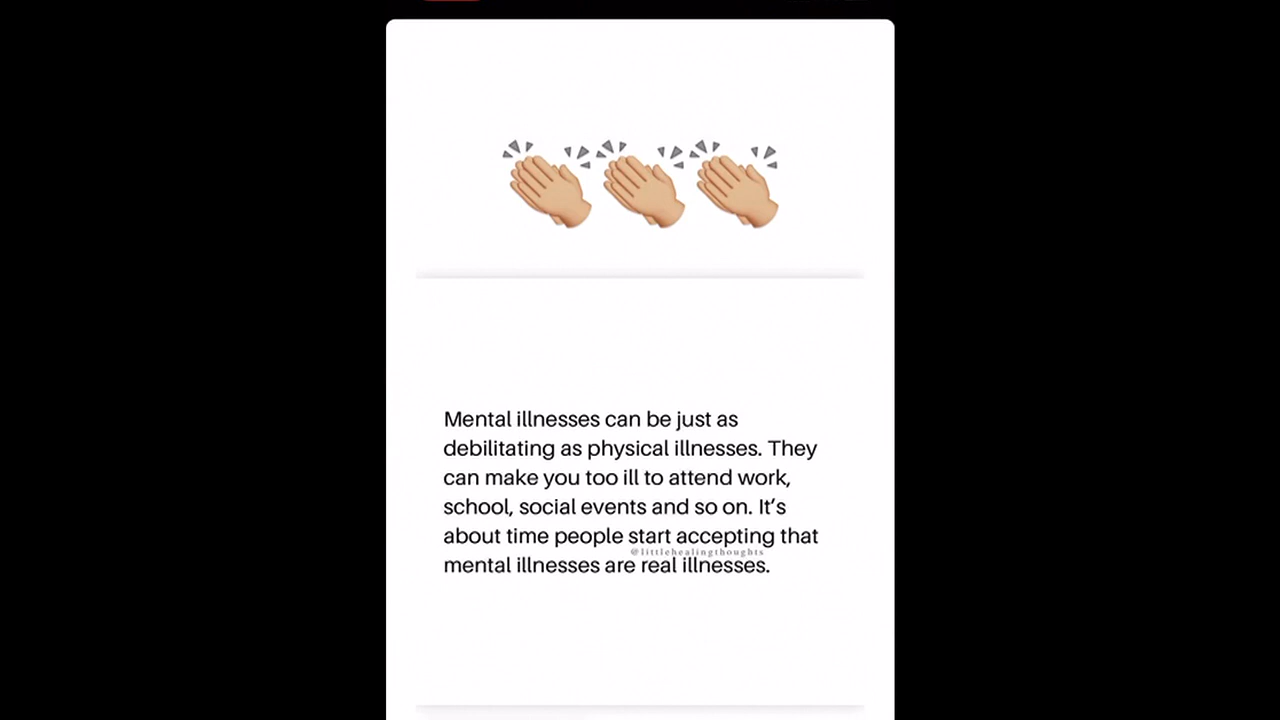 Mental illnesses can be just as
debilitating as physical illnesses. They
can make you too ill to attend work,
school, social events and so on. It’s
about time people start accepting that
@littlehealingthoughts
mental illnesses are real illnesses.